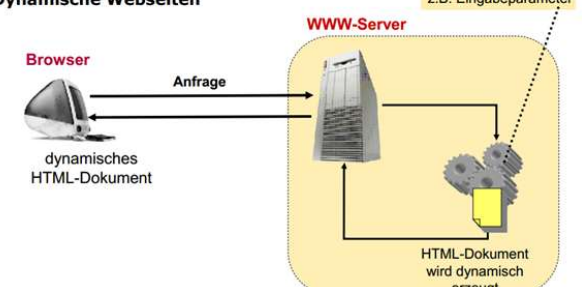 Dynamische Webseiten
z.B. Eingabeparameter
WWW-Server
Browser
Anfrage
dynamisches
HTML-Dokument
HTML-Dokument
wird dynamisch
erzeugt